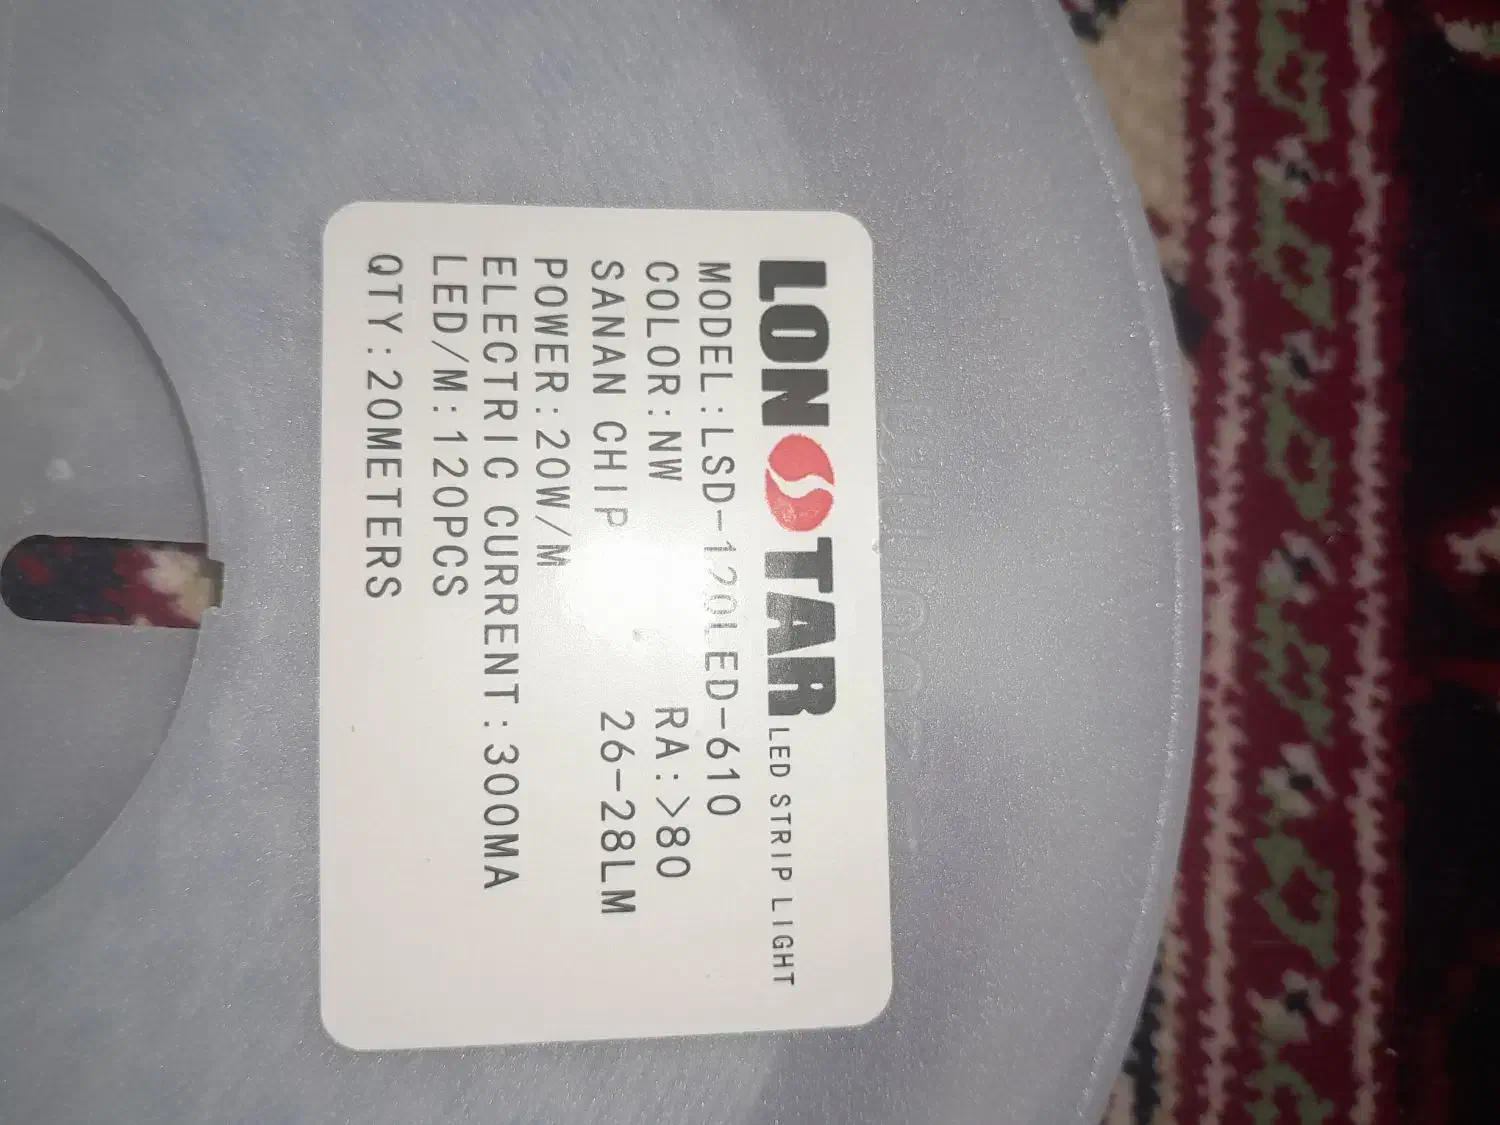 LONSTAR LED STRIP LIGHT
MODEL:LSD-120LED-610
COLOR:NW RA:>80
SANAN CHIP 26-28LM
POWER:20W/M
ELECTRIC CURRENT:300MA
LED/M:120PCS
QTY:20METERS